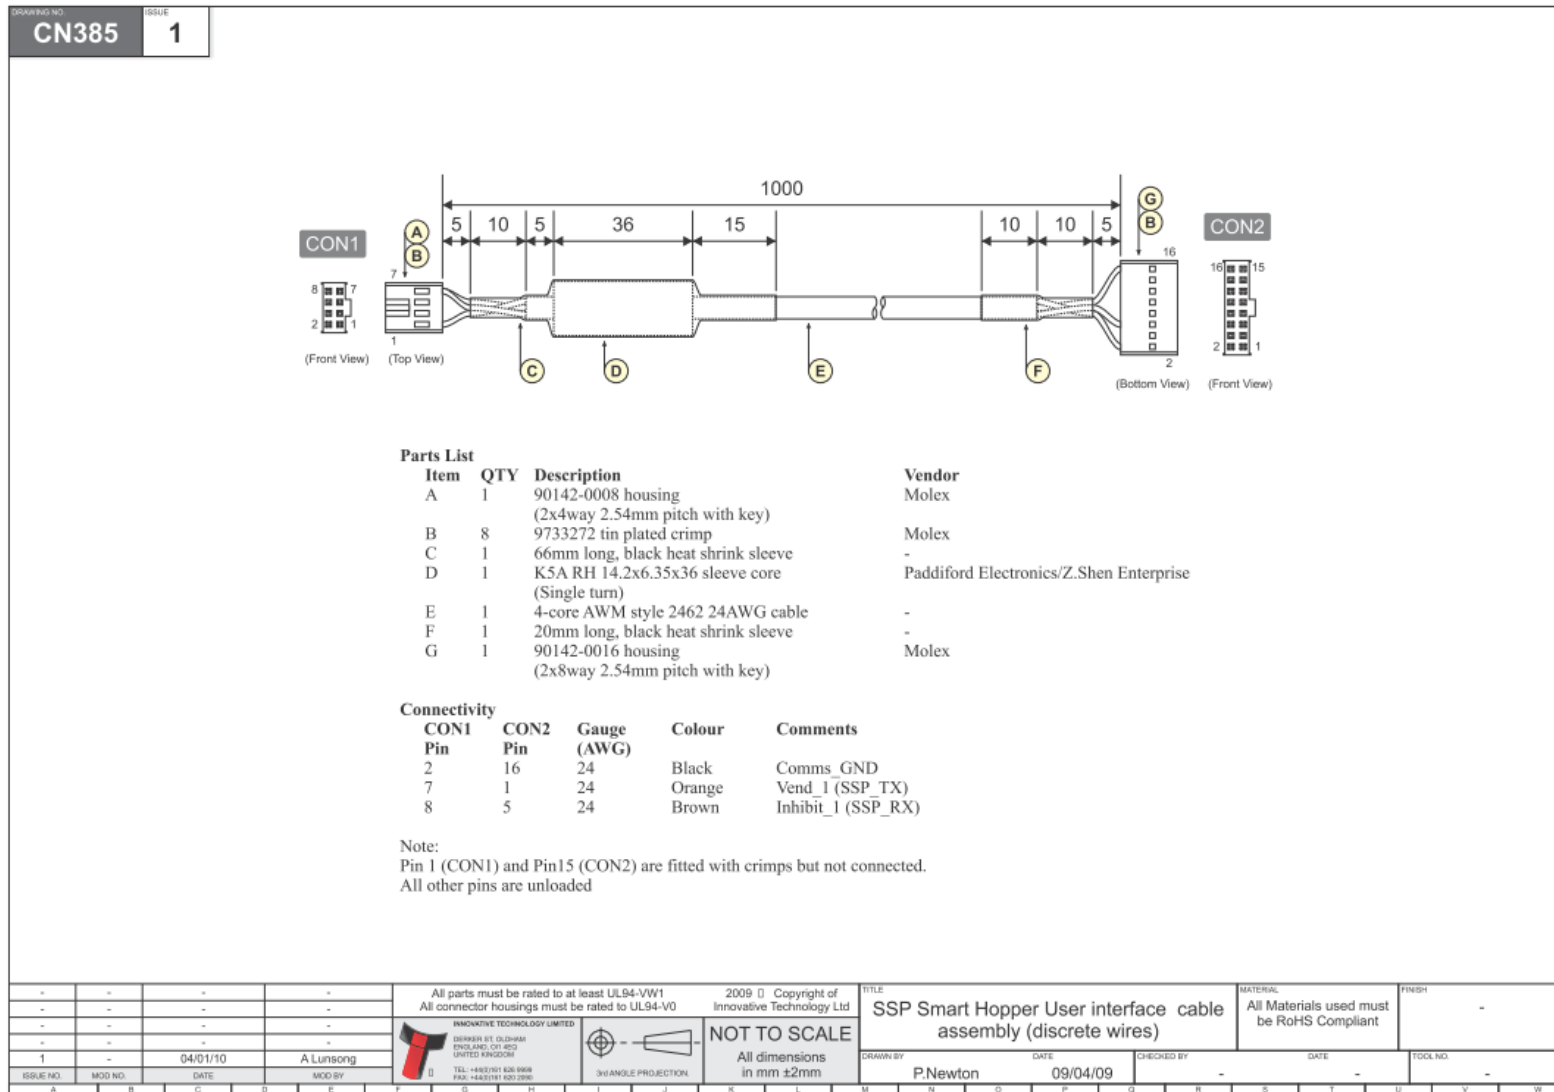 DRAWING NO.
CN385
ISSUE
1
1000
5 10 5 36 15 10 10 5
A
B
G
B
CON1
CON2
7
16
8 7
2 1
1
16 15
2 1
2
(Front View) (Top View)
(Bottom View) (Front View)
C D E F
Parts List
Item QTY Description Vendor
A 1 90142-0008 housing Molex
(2x4way 2.54mm pitch with key)
B 8 9733272 tin plated crimp Molex
C 1 66mm long, black heat shrink sleeve -
D 1 K5A RH 14.2x6.35x36 sleeve core Paddiford Electronics/Z.Shen Enterprise
(Single turn)
E 1 4-core AWM style 2462 24AWG cable -
F 1 20mm long, black heat shrink sleeve -
G 1 90142-0016 housing Molex
(2x8way 2.54mm pitch with key)
Connectivity
CON1 CON2 Gauge Colour Comments
Pin Pin (AWG)
2 16 24 Black Comms_GND
7 1 24 Orange Vend_1 (SSP_TX)
8 5 24 Brown Inhibit_1 (SSP_RX)
Note:
Pin 1 (CON1) and Pin15 (CON2) are fitted with crimps but not connected.
All other pins are unloaded
- - - -
- - - -
- - - -
- - - -
1 - 04/01/10 A Lunsong
ISSUE NO. MOD NO. DATE MOD BY
All parts must be rated to at least UL94-VW1
All connector housings must be rated to UL94-V0
2009 Copyright of
Innovative Technology Ltd
INNOVATIVE TECHNOLOGY LIMITED
DERKER ST, OLDHAM
ENGLAND. Ol1 4EQ
UNITED KINGDOM
3rd ANGLE PROJECTION.
NOT TO SCALE
All dimensions
in mm ±2mm
TITLE
SSP Smart Hopper User interface cable
assembly (discrete wires)
MATERIAL
All Materials used must
be RoHS Compliant
FINISH
-
DRAWN BY DATE
P.Newton 09/04/09
CHECKED BY DATE
- -
TOOL NO.
-
A B C D E F G H I J K L M N O P Q R S T U V W